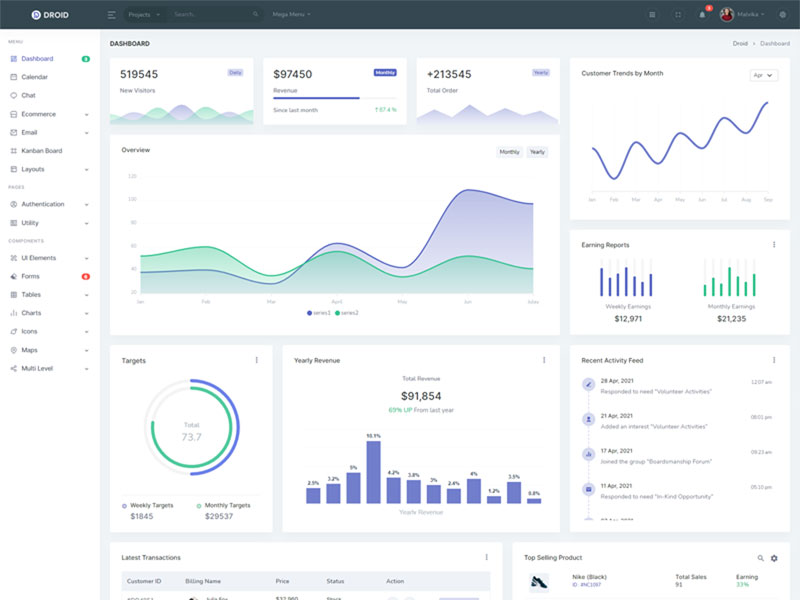 DROID
Projects
Search...
Mega Menu
Malvika
MENU
Dashboard
Calendar
Chat
Ecommerce
Email
Kanban Board
Layouts
PAGES
Authentication
Utility
COMPONENTS
UI Elements
Forms
Tables
Charts
Icons
Maps
Multi Level
DASHBOARD
Droid > Dashboard
519545 Daily
New Visitors
$97450 Monthly
Revenue
Since last month 57.4 %
+213545 Yearly
Total Order
Customer Trends by Month Apr
Jan Feb Mar Apr May Jun Jul Aug Sep
Overview Monthly Yearly
120
100
80
60
40
20
Jan Feb Mar April May Jun
series1 series2
Earning Reports
Weekly Earnings Monthly Earnings
$12,971 $21,235
Targets
Total
73.7
Weekly Targets Monthly Targets
$1845 $29537
Yearly Revenue
Total Revenue
$91,854
69% UP From last year
10.1%
2.5% 3.2% 5% 4.2% 3.8% 3% 2.4% 4% 1.2% 3.5% 0.8%
Yearly Revenue
Recent Activity Feed
28 Apr, 2021 12:07 am
Responded to need "Volunteer Activities"
21 Apr, 2021 08:01 pm
Added an interest "Volunteer Activities"
17 Apr, 2021 09:23 am
Joined the group "Boardsmanship Forum"
11 Apr, 2021 05:10 pm
Responded to need "In-Kind Opportunity"
Latest Transactions
Customer ID Billing Name Price Status Action
Top Selling Product
Nike (Black) Total Sales Earning
ID: #NC1097 91 33%